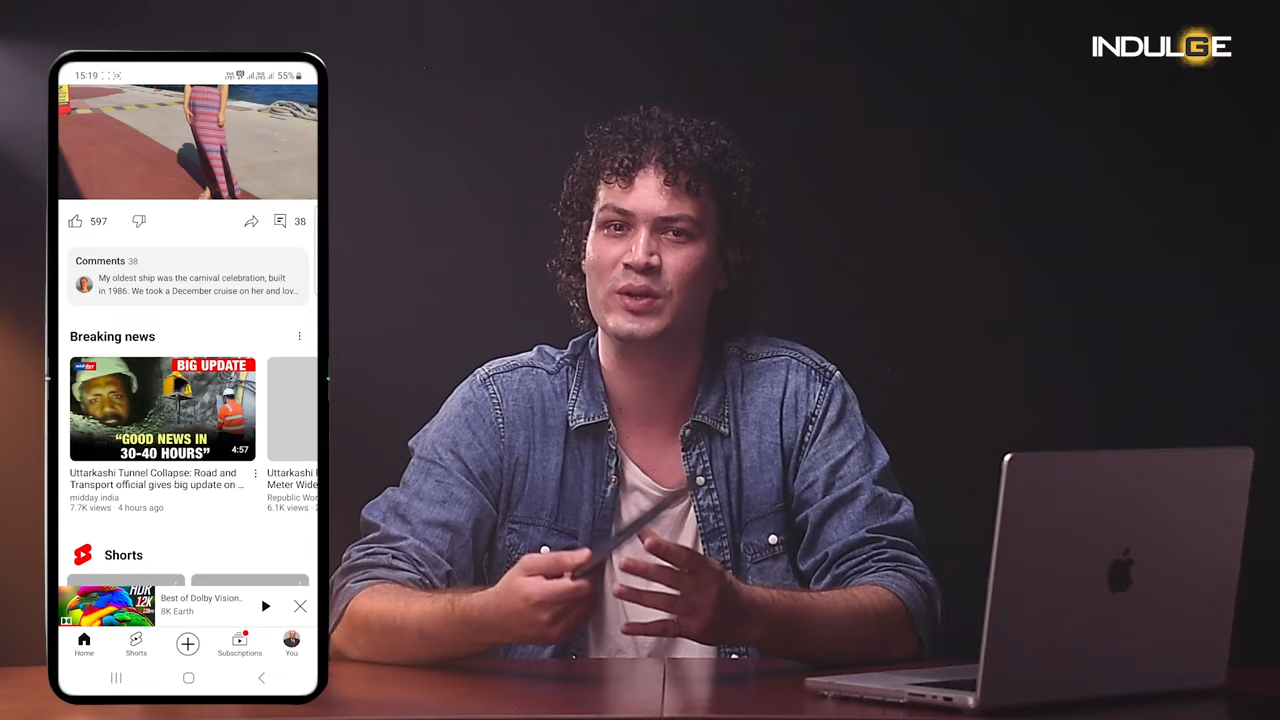 INDULGE
15:19
55%
597
38
Comments 38
My oldest ship was the carnival celebration, built
in 1986. We took a December cruise on her and lov...
Breaking news
mid-day
BIG UPDATE
"GOOD NEWS IN
30-40 HOURS"
4:57
Uttarkashi Tunnel Collapse: Road and
Transport official gives big update on ...
midday india
7.7K views · 4 hours ago
Uttarkashi
Meter Wide
Republic Wor
6.1K views ·
Shorts
HDR
12K
Best of Dolby Vision..
8K Earth
Home
Shorts
Subscriptions
You